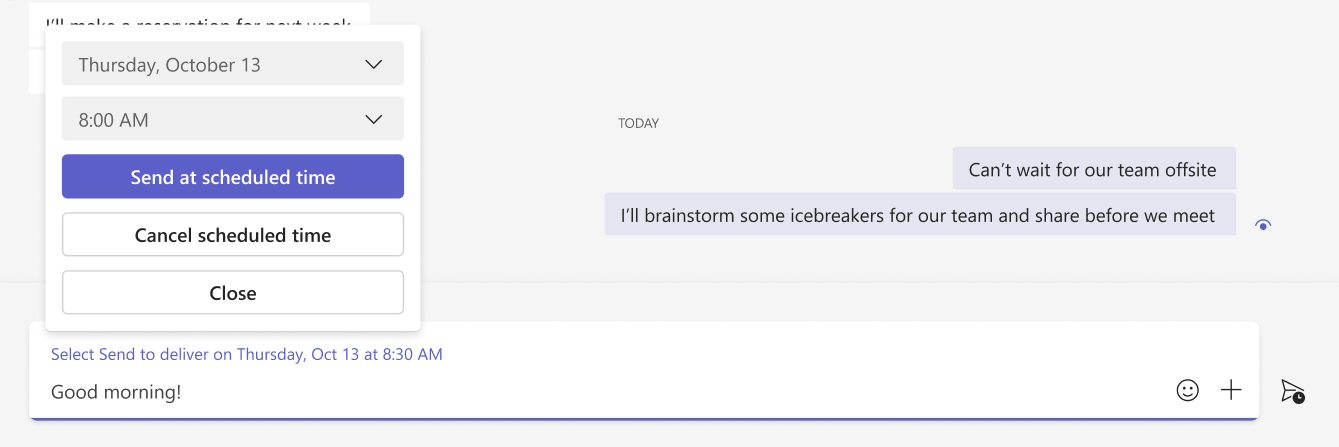 I'll make a reservation for next week
Thursday, October 13
8:00 AM
Send at scheduled time
Cancel scheduled time
Close
TODAY
Can't wait for our team offsite
I'll brainstorm some icebreakers for our team and share before we meet
Select Send to deliver on Thursday, Oct 13 at 8:30 AM
Good morning!